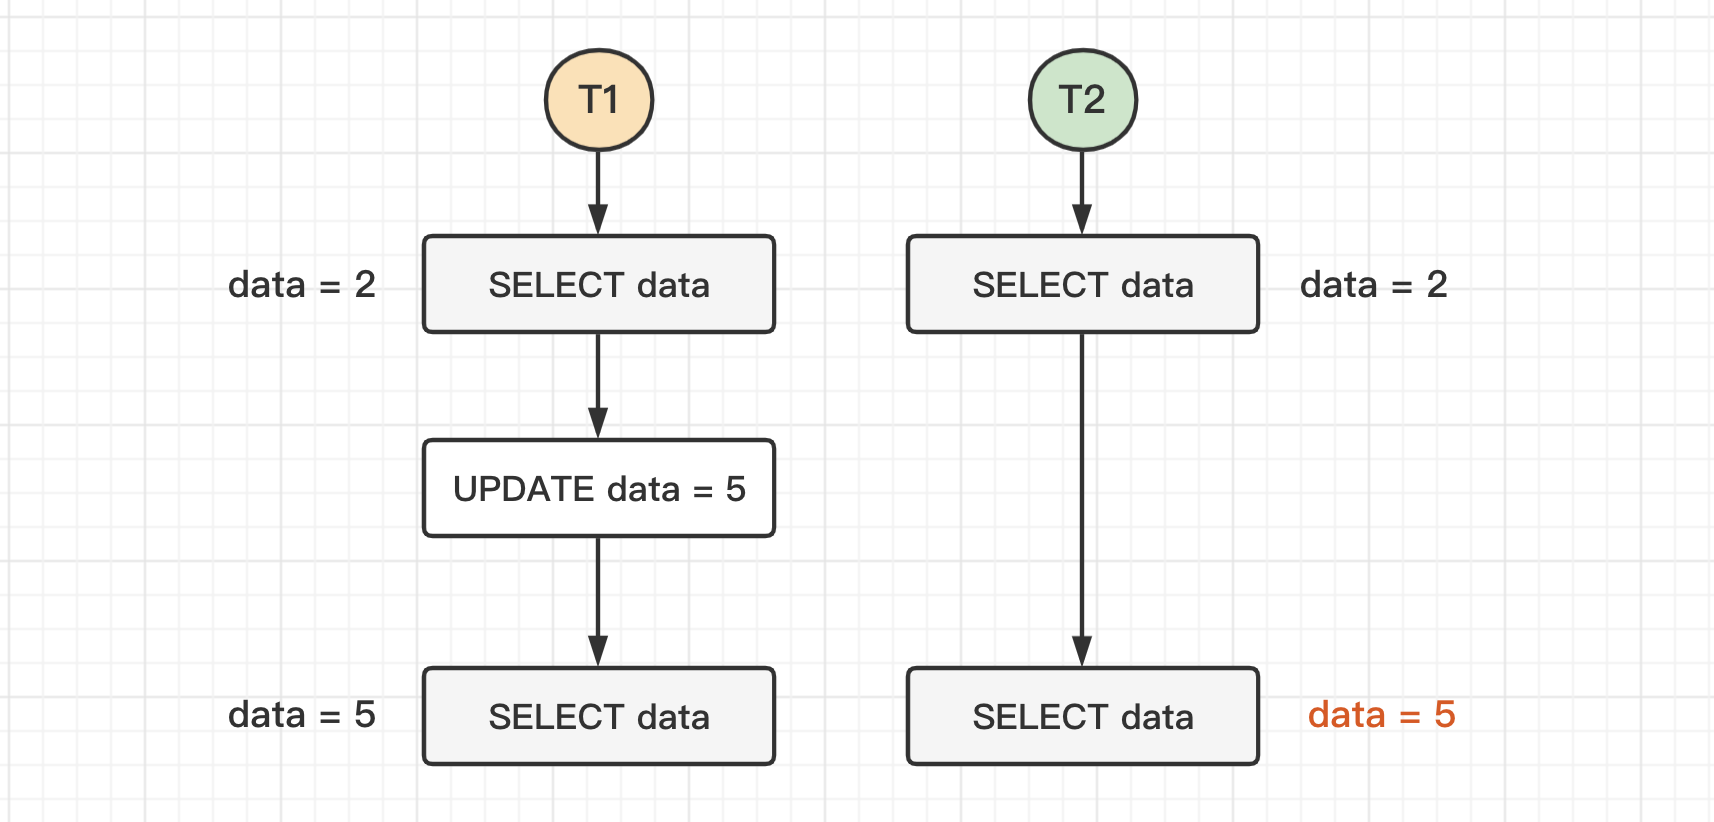 T1
T2
data = 2
SELECT data
SELECT data
data = 2
UPDATE data = 5
data = 5
SELECT data
SELECT data
data = 5